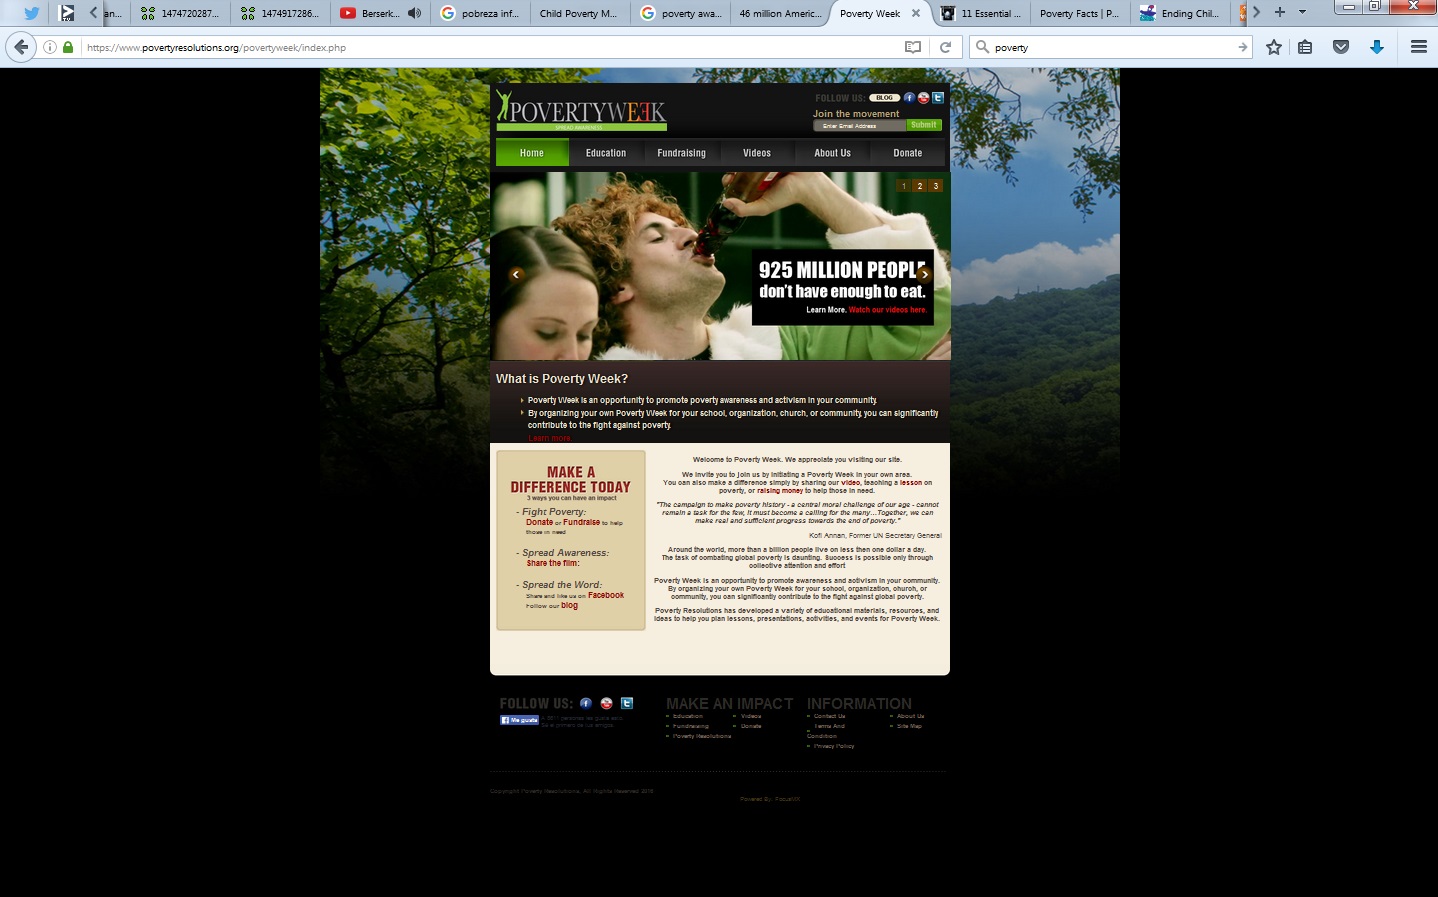 an...
1474720287...
1474917286...
Berserk...
pobreza inf...
Child Poverty M...
poverty awa...
46 million Americ...
Poverty Week
11 Essential ...
Poverty Facts | P...
Ending Chil...
https://www.povertyresolutions.org/povertyweek/index.php
poverty
POVERTYWEEK
SPREAD AWARENESS
FOLLOW US: BLOG
Join the movement
Enter Email Address Submit
Home Education Fundraising Videos About Us Donate
1 2 3
925 MILLION PEOPLE
don't have enough to eat.
Learn More. Watch our videos here.
What is Poverty Week?
Poverty Week is an opportunity to promote poverty awareness and activism in your community.
By organizing your own Poverty Week for your school, organization, church, or community, you can significantly
contribute to the fight against poverty.
Learn more.
MAKE A
DIFFERENCE TODAY
3 ways you can have an impact
- Fight Poverty:
Donate or Fundraise to help
those in need
- Spread Awareness:
Share the film:
- Spread the Word:
Share and like us on Facebook
Follow our blog
Welcome to Poverty Week. We appreciate you visiting our site.
We invite you to join us by initiating a Poverty Week in your own area.
You can also make a difference simply by sharing our video, teaching a lesson on
poverty, or raising money to help those in need.
"The campaign to make poverty history - a central moral challenge of our age - cannot
remain a task for the few, it must become a calling for the many...Together, we can
make real and sufficient progress towards the end of poverty."
Kofi Annan, Former UN Secretary General
Around the world, more than a billion people live on less then one dollar a day.
The task of combating global poverty is daunting. Success is possible only through
collective attention and effort
Poverty Week is an opportunity to promote awareness and activism in your community.
By organizing your own Poverty Week for your school, organization, church, or
community, you can significantly contribute to the fight against global poverty.
Poverty Resolutions has developed a variety of educational materials, resources, and
ideas to help you plan lessons, presentations, activities, and events for Poverty Week.
FOLLOW US:
Me gusta
MAKE AN IMPACT
Education Videos
Fundraising Donate
Poverty Resolutions
INFORMATION
Contact Us About Us
Terms And Site Map
Condition
Privacy Policy
Copyright Poverty Resolutions, All Rights Reserved 2016
Powered By: FocusMX